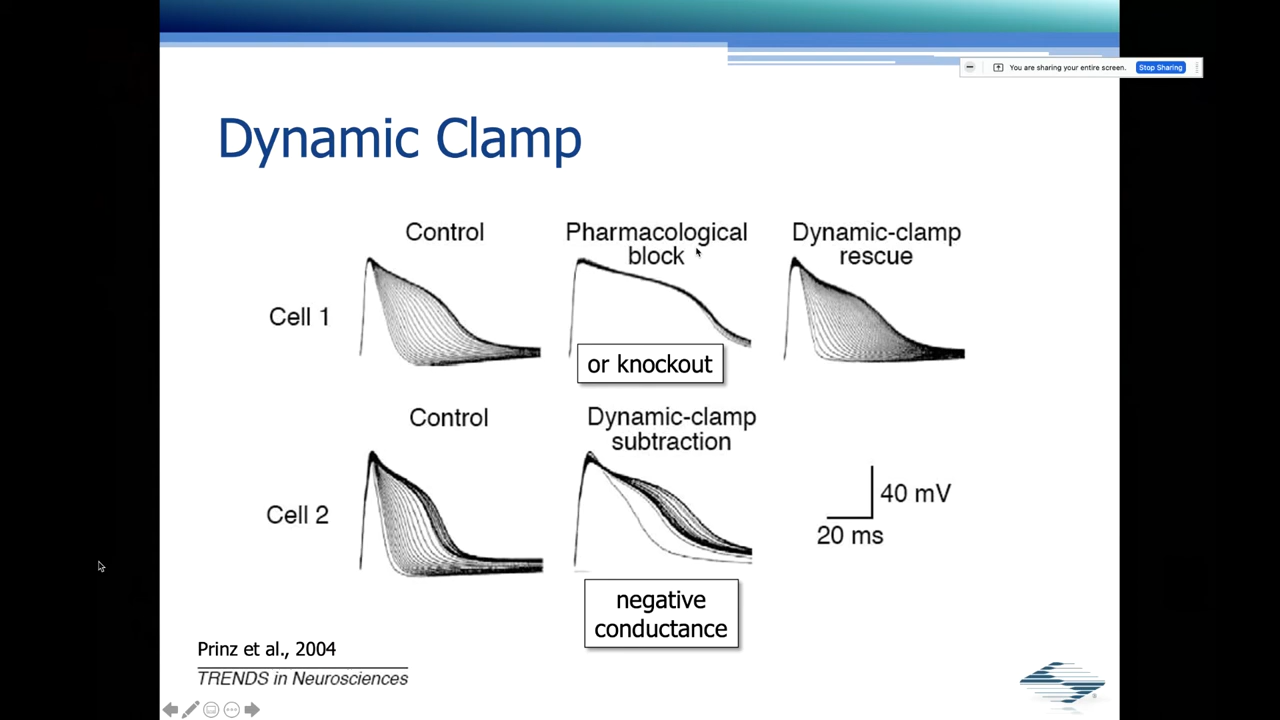 You are sharing your entire screen.
Stop Sharing
Dynamic Clamp
Control
Pharmacological
block
Dynamic-clamp
rescue
Cell 1
or knockout
Control
Dynamic-clamp
subtraction
Cell 2
40 mV
20 ms
negative
conductance
Prinz et al., 2004
TRENDS in Neurosciences